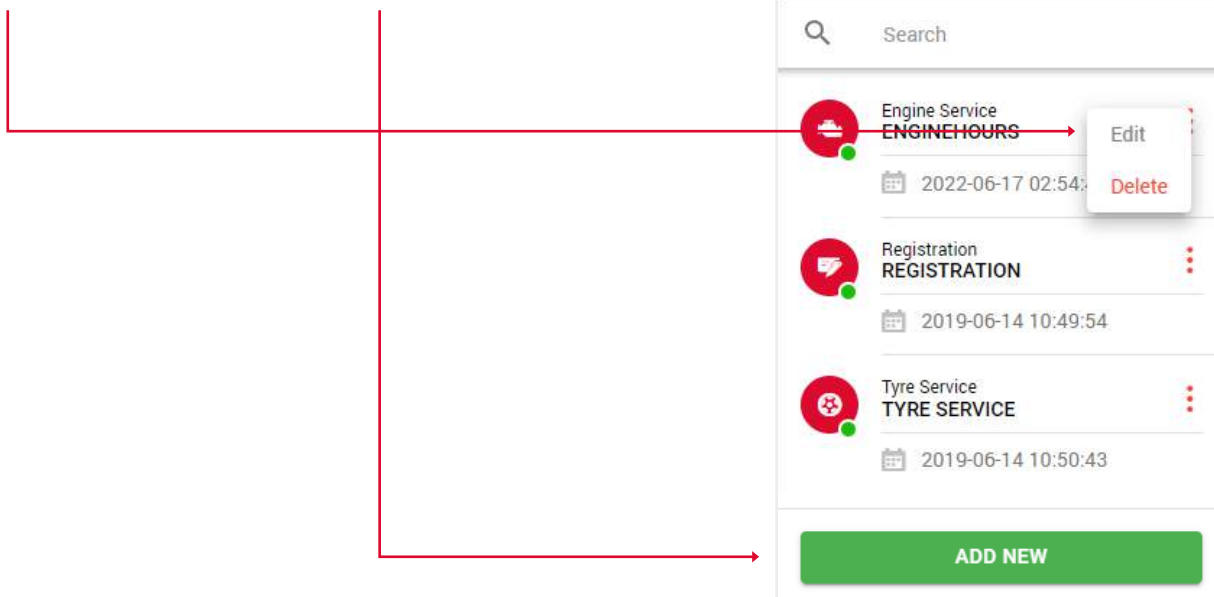 Search
Engine Service
ENGINEHOURS
Edit
2022-06-17 02:54:
Delete
Registration
REGISTRATION
2019-06-14 10:49:54
Tyre Service
TYRE SERVICE
2019-06-14 10:50:43
ADD NEW